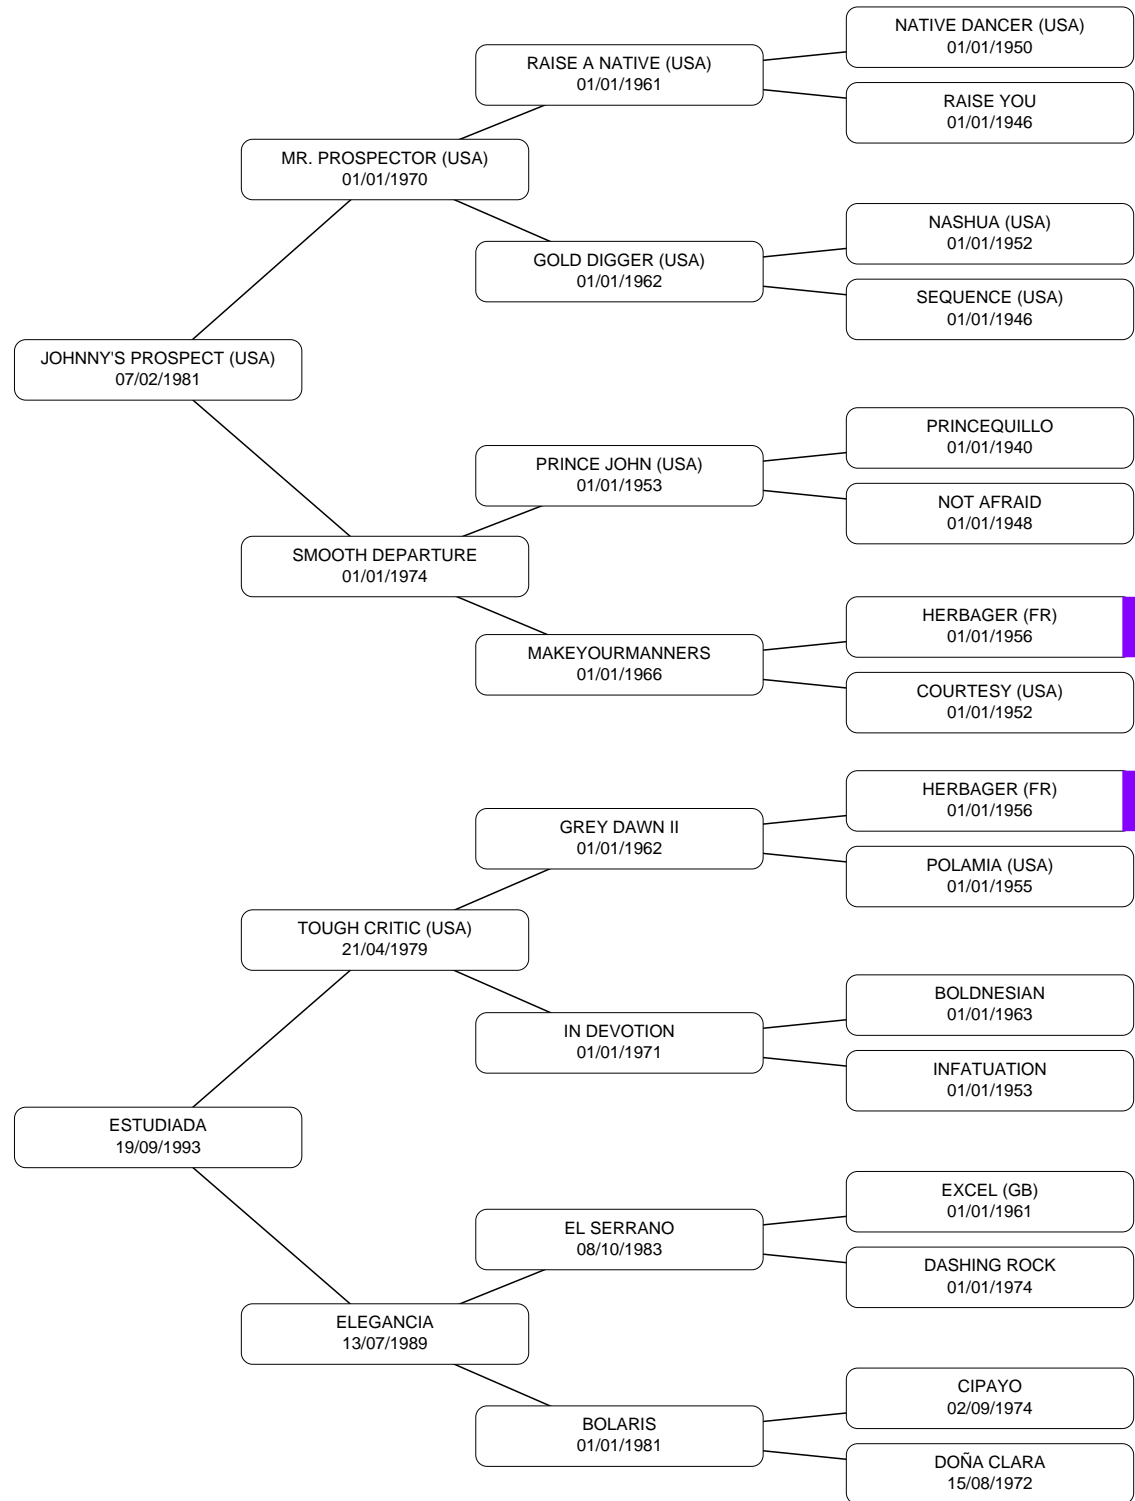 NATIVE DANCER (USA)
01/01/1950
RAISE A NATIVE (USA)
01/01/1961
RAISE YOU
01/01/1946
MR. PROSPECTOR (USA)
01/01/1970
NASHUA (USA)
01/01/1952
GOLD DIGGER (USA)
01/01/1962
SEQUENCE (USA)
01/01/1946
JOHNNY'S PROSPECT (USA)
07/02/1981
PRINCEQUILLO
01/01/1940
PRINCE JOHN (USA)
01/01/1953
NOT AFRAID
01/01/1948
SMOOTH DEPARTURE
01/01/1974
HERBAGER (FR)
01/01/1956
MAKEYOURMANNERS
01/01/1966
COURTESY (USA)
01/01/1952
HERBAGER (FR)
01/01/1956
GREY DAWN II
01/01/1962
POLAMIA (USA)
01/01/1955
TOUGH CRITIC (USA)
21/04/1979
BOLDNESIAN
01/01/1963
IN DEVOTION
01/01/1971
INFATUATION
01/01/1953
ESTUDIADA
19/09/1993
EXCEL (GB)
01/01/1961
EL SERRANO
08/10/1983
DASHING ROCK
01/01/1974
ELEGANCIA
13/07/1989
CIPAYO
02/09/1974
BOLARIS
01/01/1981
DOÑA CLARA
15/08/1972